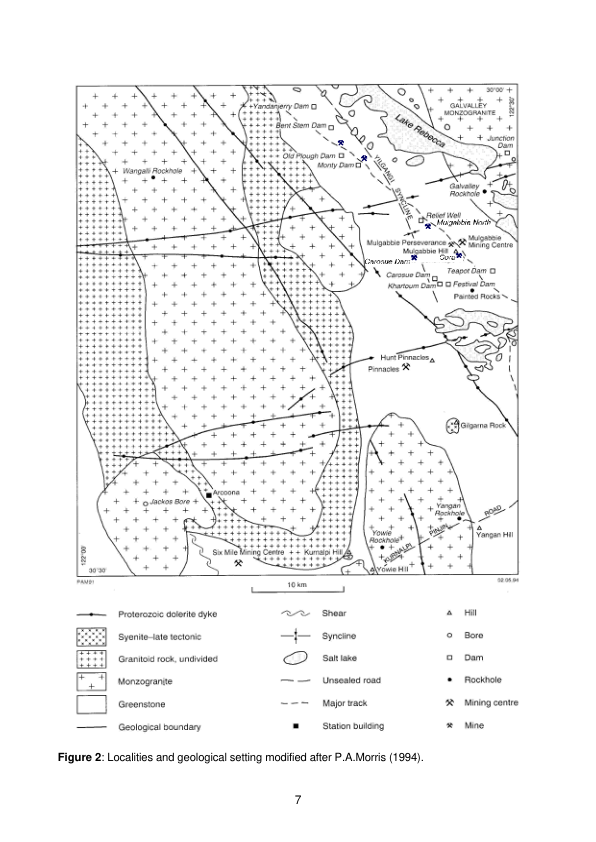 30°00'
122°30'
GALVALLEY
MONZOGRANITE
Yandamerry Dam
Lake Rebecca
Bent Stem Dam
Junction
Dam
Old Plough Dam
Monty Dam
YILGANGI SYNCLINE
Wangalli Rockhole
Galvalley
Rockhole
Relief Well
Mulgabbie North
Mulgabbie Perseverance
Mulgabbie
Mining Centre
Mulgabbie Hill
Carosue Dam
Teapot Dam
Carosue Dam
Khartoum Dam
Festival Dam
Painted Rocks
Hunt Pinnacles
Pinnacles
Gilgarna Rock
Arcoona
Jackos Bore
Yangan
Rockhole
ROAD
PINJIN
Yangan Hill
Yowie
Rockhole
KURNALPI
Six Mile Mining Centre
Kurnalpi Hill
Yowie Hill
122°00'
30°30'
PAM91
02.05.94
10 km
Proterozoic dolerite dyke
Shear
Hill
Syenite–late tectonic
Syncline
Bore
Granitoid rock, undivided
Salt lake
Dam
Monzogranite
Unsealed road
Rockhole
Greenstone
Major track
Mining centre
Geological boundary
Station building
Mine
Figure 2: Localities and geological setting modified after P.A.Morris (1994).
7